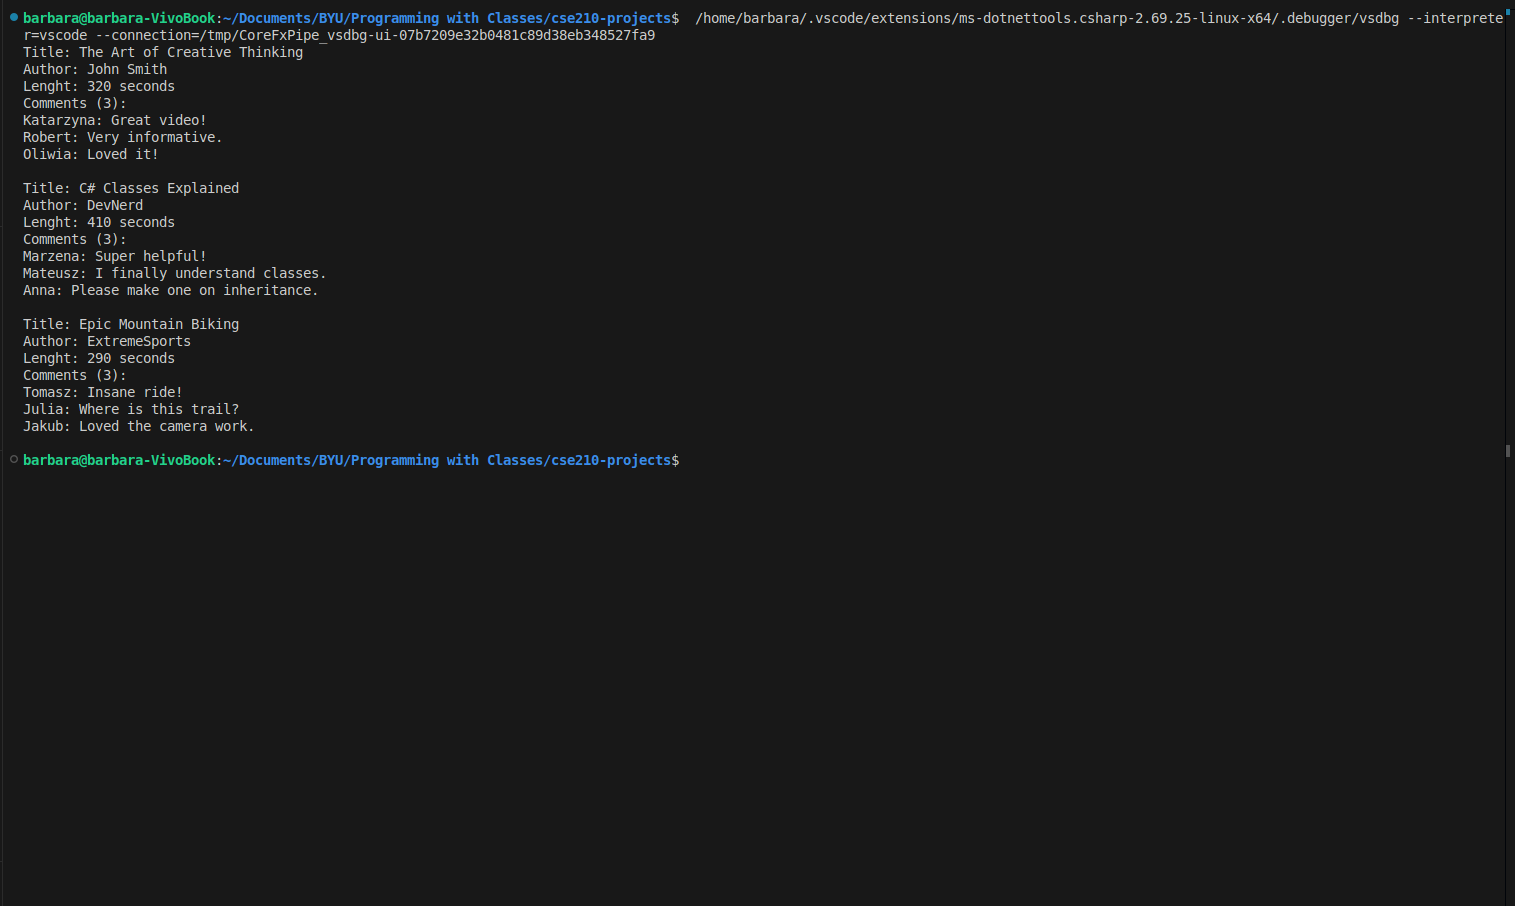 barbara@barbara-VivoBook:~/Documents/BYU/Programming with Classes/cse210-projects$  /home/barbara/.vscode/extensions/ms-dotnettools.csharp-2.69.25-linux-x64/.debugger/vsdbg --interprete
r=vscode --connection=/tmp/CoreFxPipe_vsdbg-ui-07b7209e32b0481c89d38eb348527fa9
Title: The Art of Creative Thinking
Author: John Smith
Lenght: 320 seconds
Comments (3):
Katarzyna: Great video!
Robert: Very informative.
Oliwia: Loved it!

Title: C# Classes Explained
Author: DevNerd
Lenght: 410 seconds
Comments (3):
Marzena: Super helpful!
Mateusz: I finally understand classes.
Anna: Please make one on inheritance.

Title: Epic Mountain Biking
Author: ExtremeSports
Lenght: 290 seconds
Comments (3):
Tomasz: Insane ride!
Julia: Where is this trail?
Jakub: Loved the camera work.

barbara@barbara-VivoBook:~/Documents/BYU/Programming with Classes/cse210-projects$